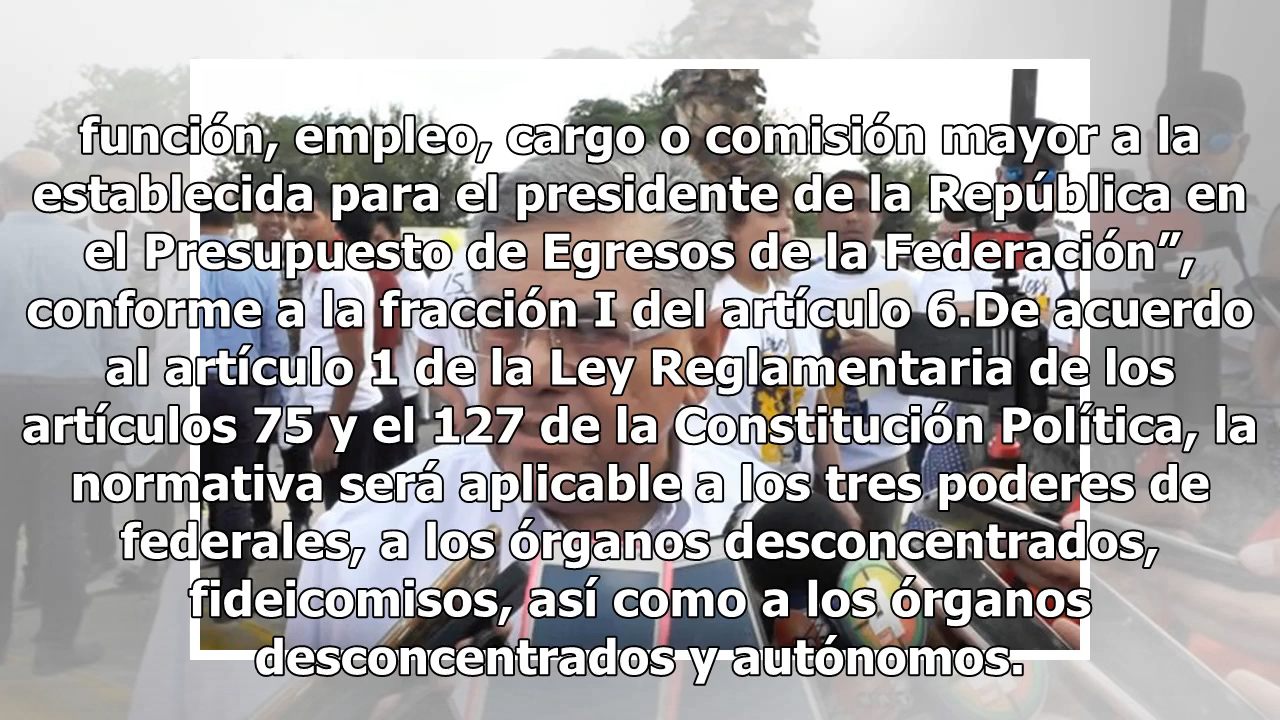 función, empleo, cargo o comisión mayor a la
establecida para el presidente de la República en
el Presupuesto de Egresos de la Federación”,
conforme a la fracción I del artículo 6.De acuerdo
al artículo 1 de la Ley Reglamentaria de los
artículos 75 y el 127 de la Constitución Política, la
normativa será aplicable a los tres poderes de
federales, a los órganos desconcentrados,
fideicomisos, así como a los órganos
desconcentrados y autónomos.